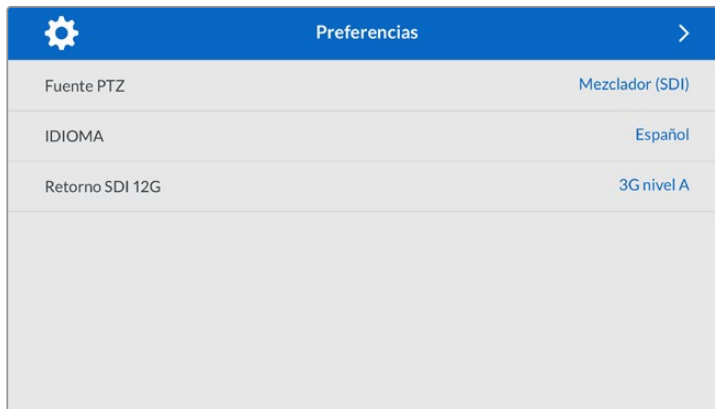 Preferencias
Fuente PTZ Mezclador (SDI)
IDIOMA Español
Retorno SDI 12G 3G nivel A